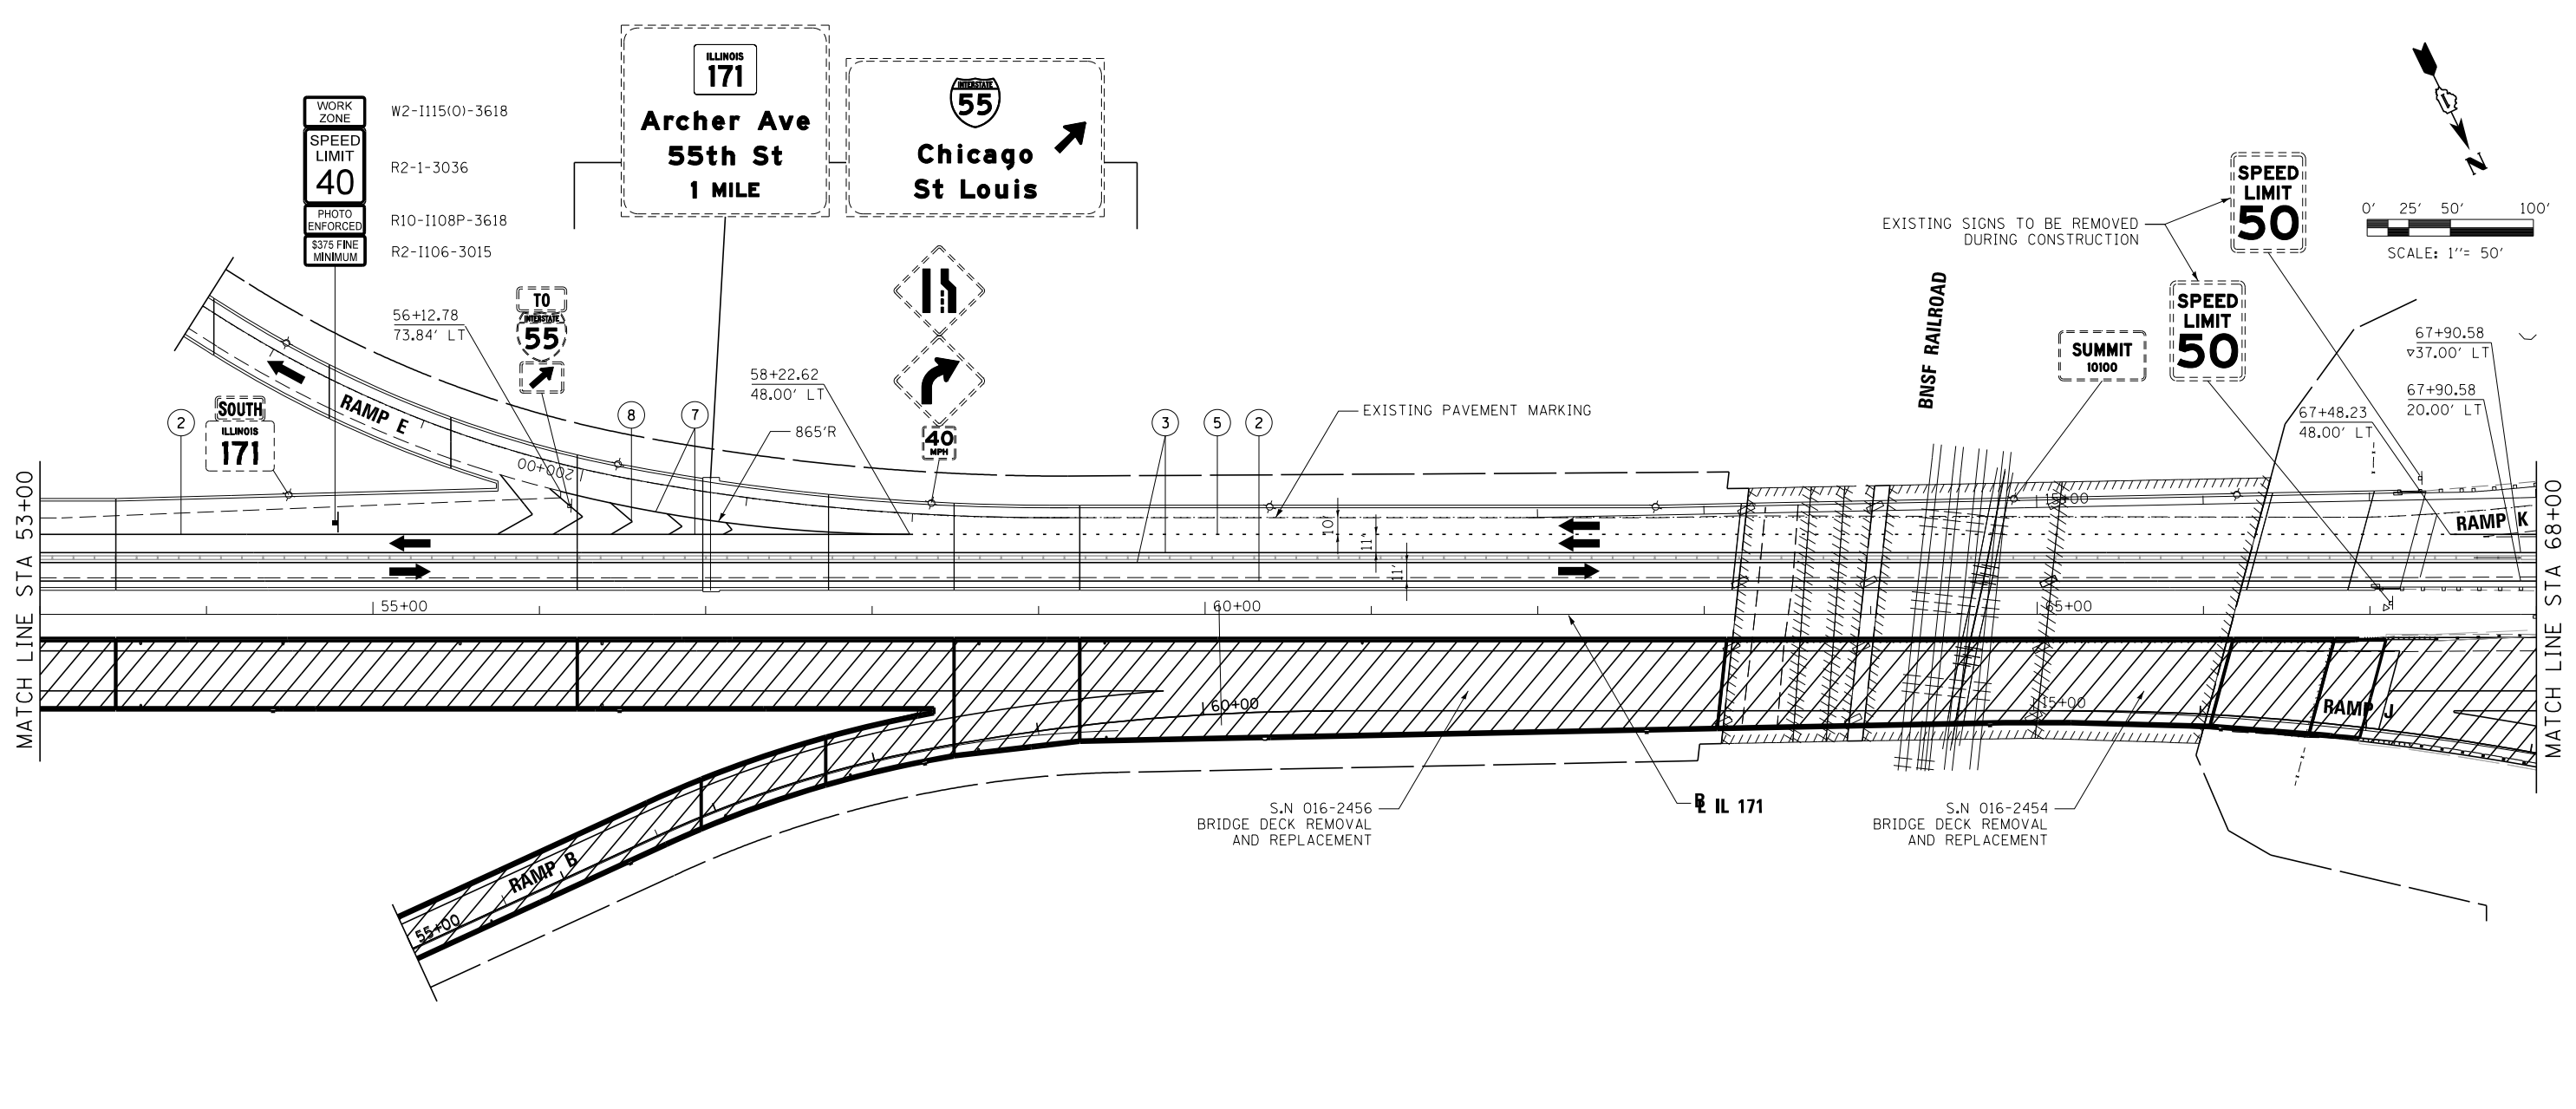 WORK
ZONE
SPEED
LIMIT
40
PHOTO
ENFORCED
$375 FINE
MINIMUM
W2-I115(O)-3618
R2-1-3036
R10-I108P-3618
R2-I106-3015
ILLINOIS
171
Archer Ave
55th St
1 MILE
INTERSTATE
55
Chicago
St Louis
EXISTING SIGNS TO BE REMOVED
DURING CONSTRUCTION
SPEED
LIMIT
50
SPEED
LIMIT
50
N
0' 25' 50' 100'
SCALE: 1"= 50'
SUMMIT
10100
BNSF RAILROAD
67+90.58
37.00' LT
67+90.58
20.00' LT
67+48.23
48.00' LT
56+12.78
73.84' LT
TO
INTERSTATE
55
SOUTH
ILLINOIS
171
2
RAMP E
200+00
8
7
58+22.62
48.00' LT
865'R
40
MPH
3
5
2
EXISTING PAVEMENT MARKING
10'
11'
11'
15+00
RAMP K
MATCH LINE STA 53+00
MATCH LINE STA 68+00
55+00
60+00
65+00
60+00
15+00
RAMP J
RAMP B
55+00
S.N 016-2456
BRIDGE DECK REMOVAL
AND REPLACEMENT
BL IL 171
S.N 016-2454
BRIDGE DECK REMOVAL
AND REPLACEMENT